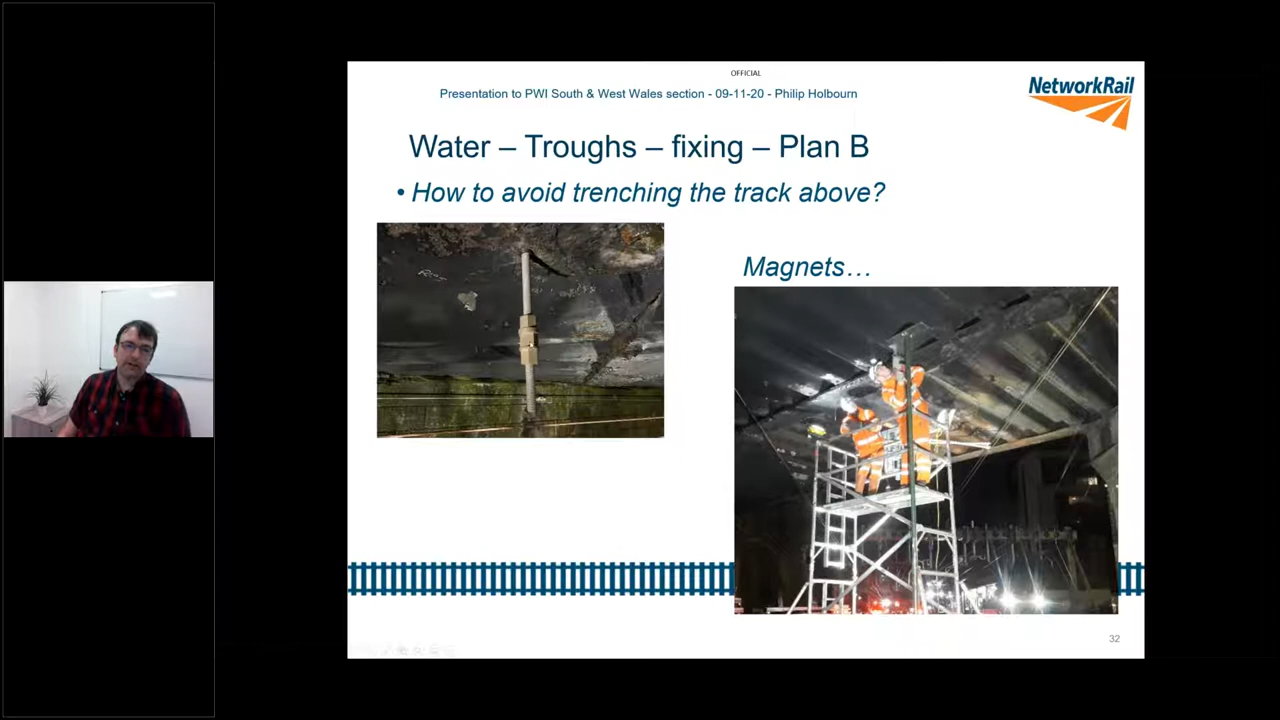 OFFICIAL
Presentation to PWI South & West Wales section - 09-11-20 - Philip Holbourn
NetworkRail
Water – Troughs – fixing – Plan B
• How to avoid trenching the track above?
Magnets…
32